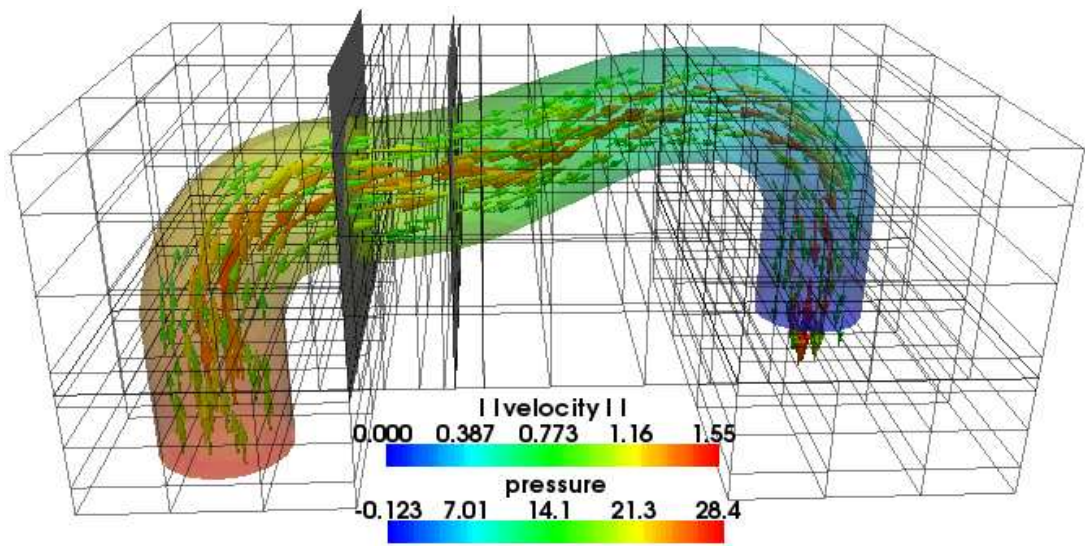 ||velocity||
0.000 0.387 0.773 1.16 1.55
pressure
-0.123 7.01 14.1 21.3 28.4